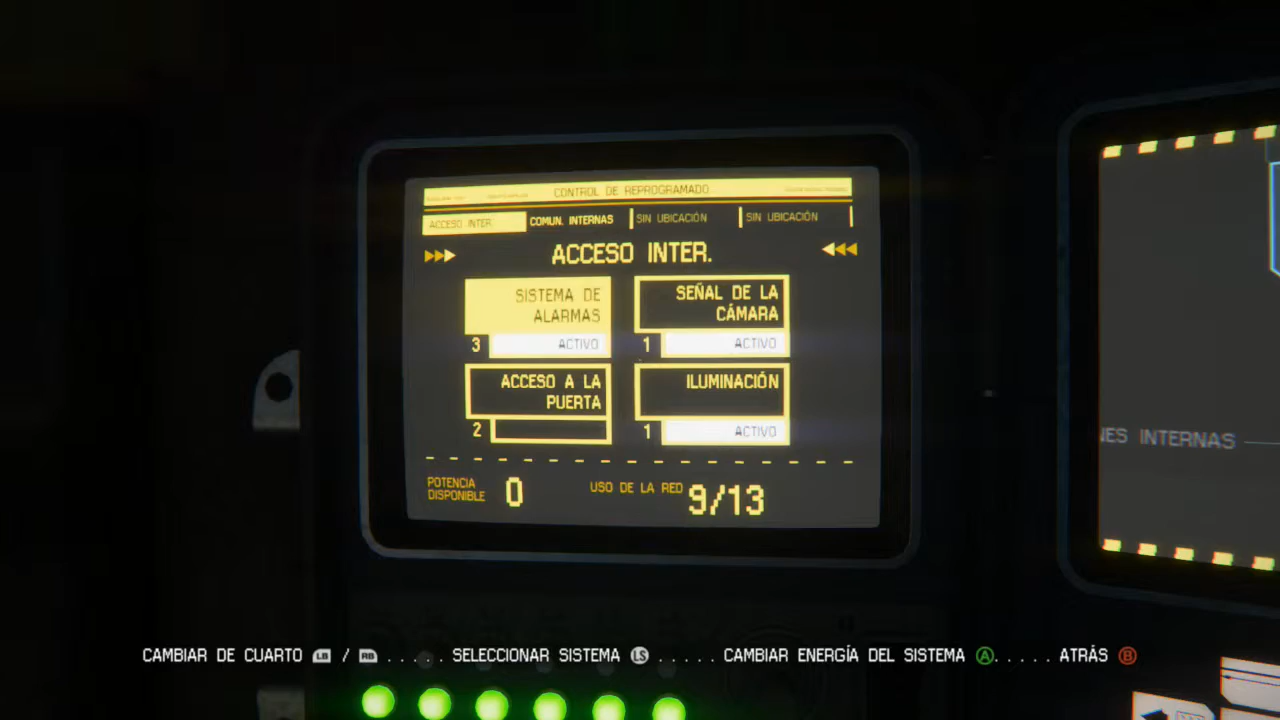 CONTROL DE REPROGRAMADO
ACCESO INTER.
COMUN. INTERNAS
SIN UBICACIÓN
SIN UBICACIÓN
ACCESO INTER.
SISTEMA DE
ALARMAS
3 ACTIVO
SEÑAL DE LA
CÁMARA
1 ACTIVO
ACCESO A LA
PUERTA
2
ILUMINACIÓN
1 ACTIVO
POTENCIA
DISPONIBLE
0
USO DE LA RED
9/13
INTERNAS
CAMBIAR DE CUARTO LB / RB ..... SELECCIONAR SISTEMA LS ..... CAMBIAR ENERGÍA DEL SISTEMA A ..... ATRÁS B